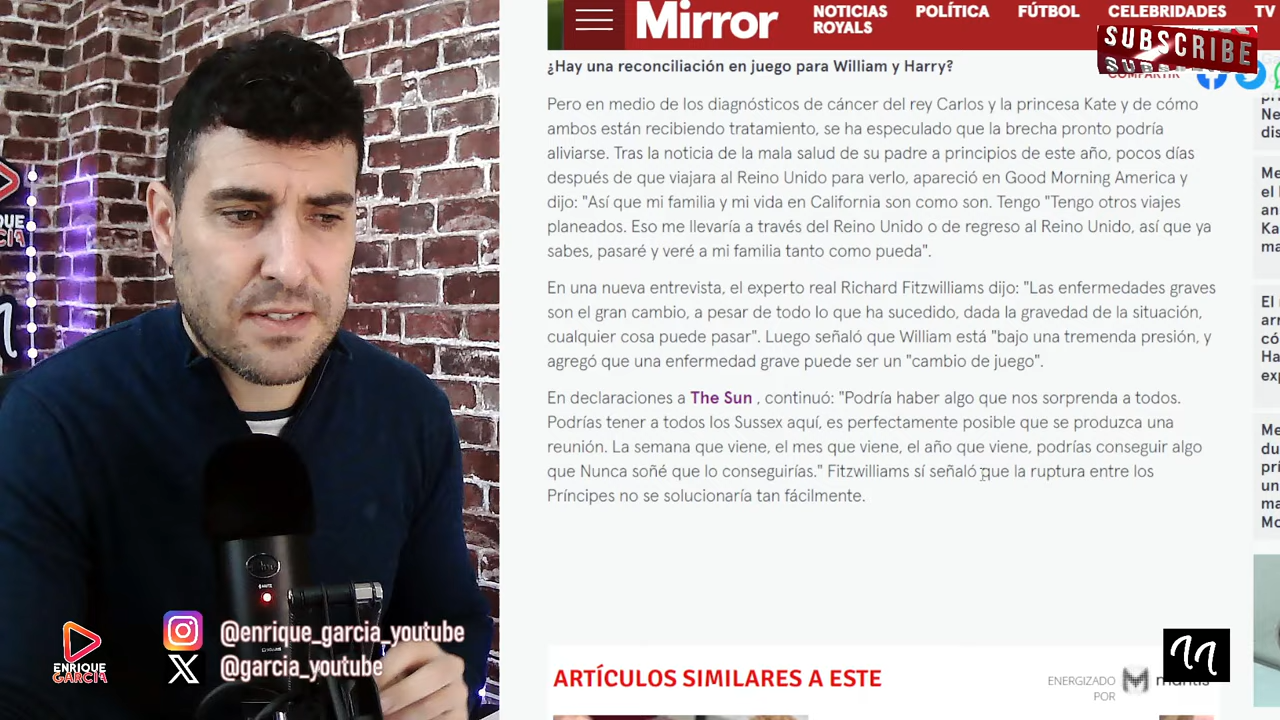 Mirror
NOTICIAS
ROYALS
POLÍTICA
FÚTBOL
CELEBRIDADES
TV
SUBSCRIBE
¿Hay una reconciliación en juego para William y Harry?
COMPARTIR
Pero en medio de los diagnósticos de cáncer del rey Carlos y la princesa Kate y de cómo
ambos están recibiendo tratamiento, se ha especulado que la brecha pronto podría
aliviarse. Tras la noticia de la mala salud de su padre a principios de este año, pocos días
después de que viajara al Reino Unido para verlo, apareció en Good Morning America y
dijo: "Así que mi familia y mi vida en California son como son. Tengo "Tengo otros viajes
planeados. Eso me llevaría a través del Reino Unido o de regreso al Reino Unido, así que ya
sabes, pasaré y veré a mi familia tanto como pueda".
En una nueva entrevista, el experto real Richard Fitzwilliams dijo: "Las enfermedades graves
son el gran cambio, a pesar de todo lo que ha sucedido, dada la gravedad de la situación,
cualquier cosa puede pasar". Luego señaló que William está "bajo una tremenda presión, y
agregó que una enfermedad grave puede ser un "cambio de juego".
En declaraciones a The Sun , continuó: "Podría haber algo que nos sorprenda a todos.
Podrías tener a todos los Sussex aquí, es perfectamente posible que se produzca una
reunión. La semana que viene, el mes que viene, el año que viene, podrías conseguir algo
que Nunca soñé que lo conseguirías." Fitzwilliams sí señaló que la ruptura entre los
Príncipes no se solucionaría tan fácilmente.
ARTÍCULOS SIMILARES A ESTE
ENERGIZADO
POR
@enrique_garcia_youtube
@garcia_youtube
ENRIQUE
GARCIA